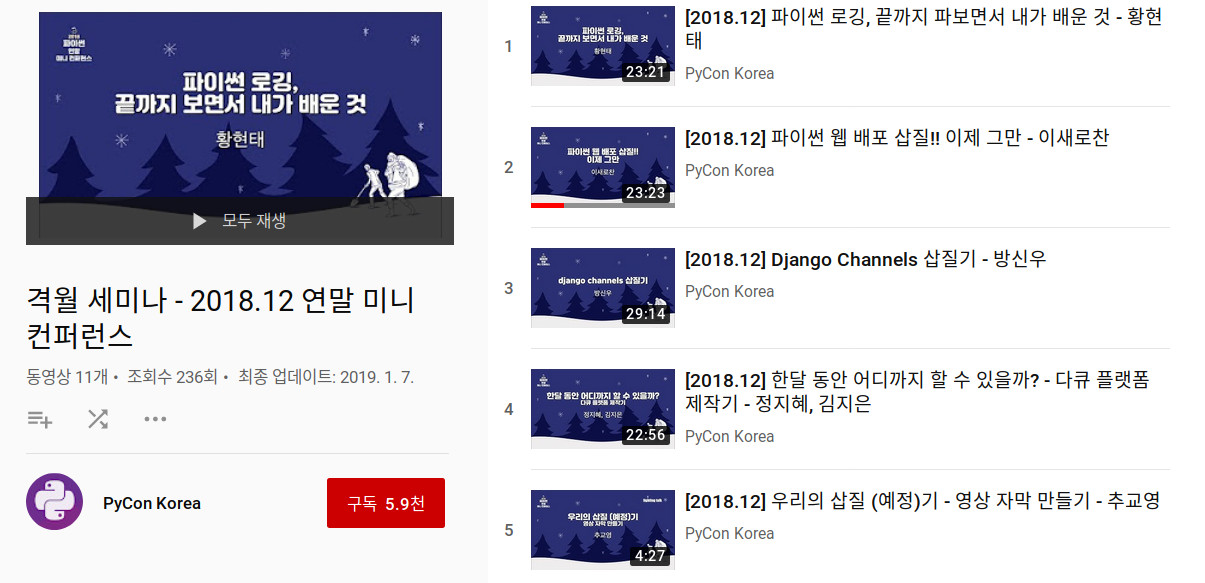 2018
파이썬
연말
미니 컨퍼런스
파이썬 로깅,
끝까지 보면서 내가 배운 것
황현태
모두 재생
격월 세미나 - 2018.12 연말 미니
컨퍼런스
동영상 11개 • 조회수 236회 • 최종 업데이트: 2019. 1. 7.
PyCon Korea
구독 5.9천
1
파이썬 로깅,
끝까지 보면서 내가 배운 것
황현태
23:21
[2018.12] 파이썬 로깅, 끝까지 파보면서 내가 배운 것 - 황현
태
PyCon Korea
2
파이썬 웹 배포 삽질!!
이제 그만
이새로찬
23:23
[2018.12] 파이썬 웹 배포 삽질!! 이제 그만 - 이새로찬
PyCon Korea
3
django channels 삽질기
방신우
29:14
[2018.12] Django Channels 삽질기 - 방신우
PyCon Korea
4
한달 동안 어디까지 할 수 있을까?
다큐 플랫폼 제작기
정지혜, 김지은
22:56
[2018.12] 한달 동안 어디까지 할 수 있을까? - 다큐 플랫폼
제작기 - 정지혜, 김지은
PyCon Korea
5
lightning talk
우리의 삽질 (예정)기
영상 자막 만들기
추교영
4:27
[2018.12] 우리의 삽질 (예정)기 - 영상 자막 만들기 - 추교영
PyCon Korea